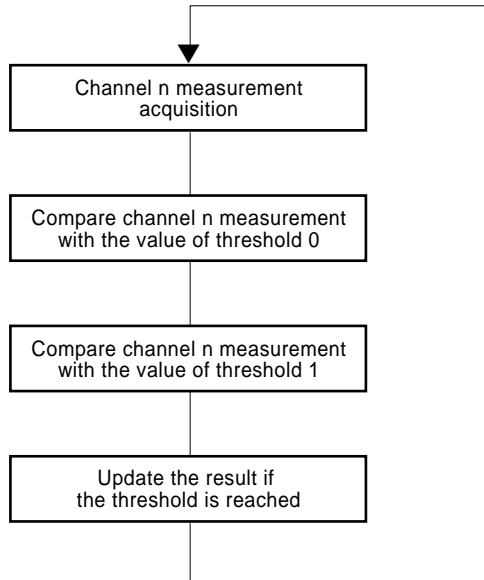 Channel n measurement
acquisition
Compare channel n measurement
with the value of threshold 0
Compare channel n measurement
with the value of threshold 1
Update the result if
the threshold is reached